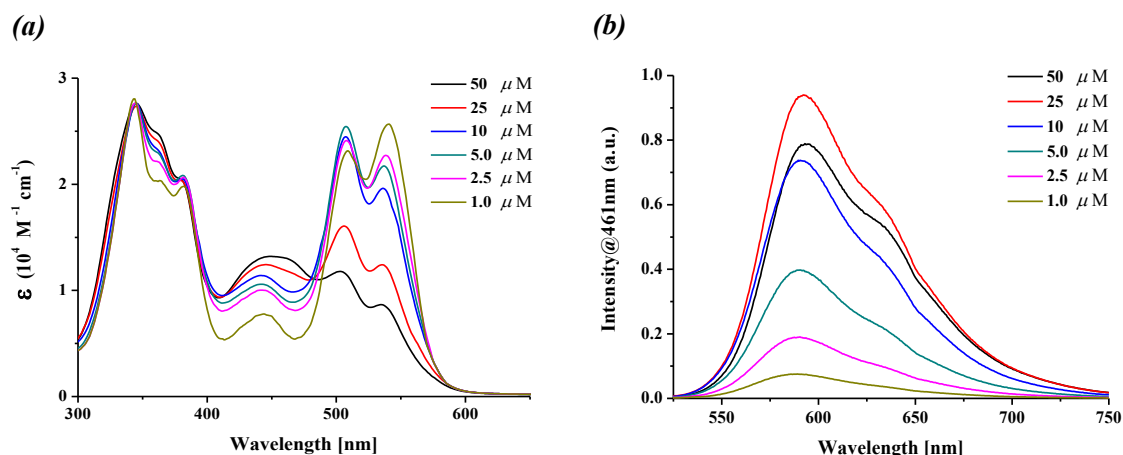 (a)
(b)
ε (10⁴ M⁻¹ cm⁻¹)
3
2
1
0
300
400
500
600
Wavelength [nm]
50 μM
25 μM
10 μM
5.0 μM
2.5 μM
1.0 μM
Intensity@461nm (a.u.)
1.0
0.8
0.6
0.4
0.2
0.0
550
600
650
700
750
Wavelength [nm]
50 μM
25 μM
10 μM
5.0 μM
2.5 μM
1.0 μM